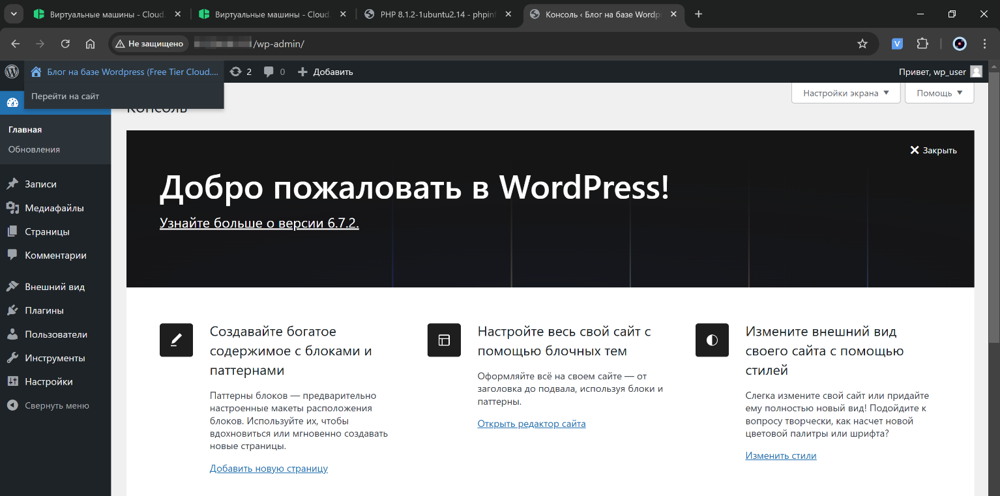 Виртуальные машины - Cloud.
Виртуальные машины - Cloud.
PHP 8.1.2-1ubuntu2.14 - phpinf
Консоль ‹ Блог на базе Wordpr
Не защищено
/wp-admin/
Блог на базе Wordpress (Free Tier Cloud....
2
0
Добавить
Привет, wp_user
Перейти на сайт
Настройки экрана
Помощь
Консоль
Главная
Обновления
Записи
Медиафайлы
Страницы
Комментарии
Внешний вид
Плагины
Пользователи
Инструменты
Настройки
Свернуть меню
Закрыть
Добро пожаловать в WordPress!
Узнайте больше о версии 6.7.2.
Создавайте богатое
содержимое с блоками и
паттернами
Паттерны блоков — предварительно
настроенные макеты расположения
блоков. Используйте их, чтобы
вдохновиться или мгновенно создавать
новые страницы.
Добавить новую страницу
Настройте весь свой сайт с
помощью блочных тем
Оформляйте всё на своем сайте — от
заголовка до подвала, используя блоки и
паттерны.
Открыть редактор сайта
Измените внешний вид
своего сайта с помощью
стилей
Слегка измените свой сайт или придайте
ему полностью новый вид! Подойдите к
вопросу творчески, как насчет новой
цветовой палитры или шрифта?
Изменить стили